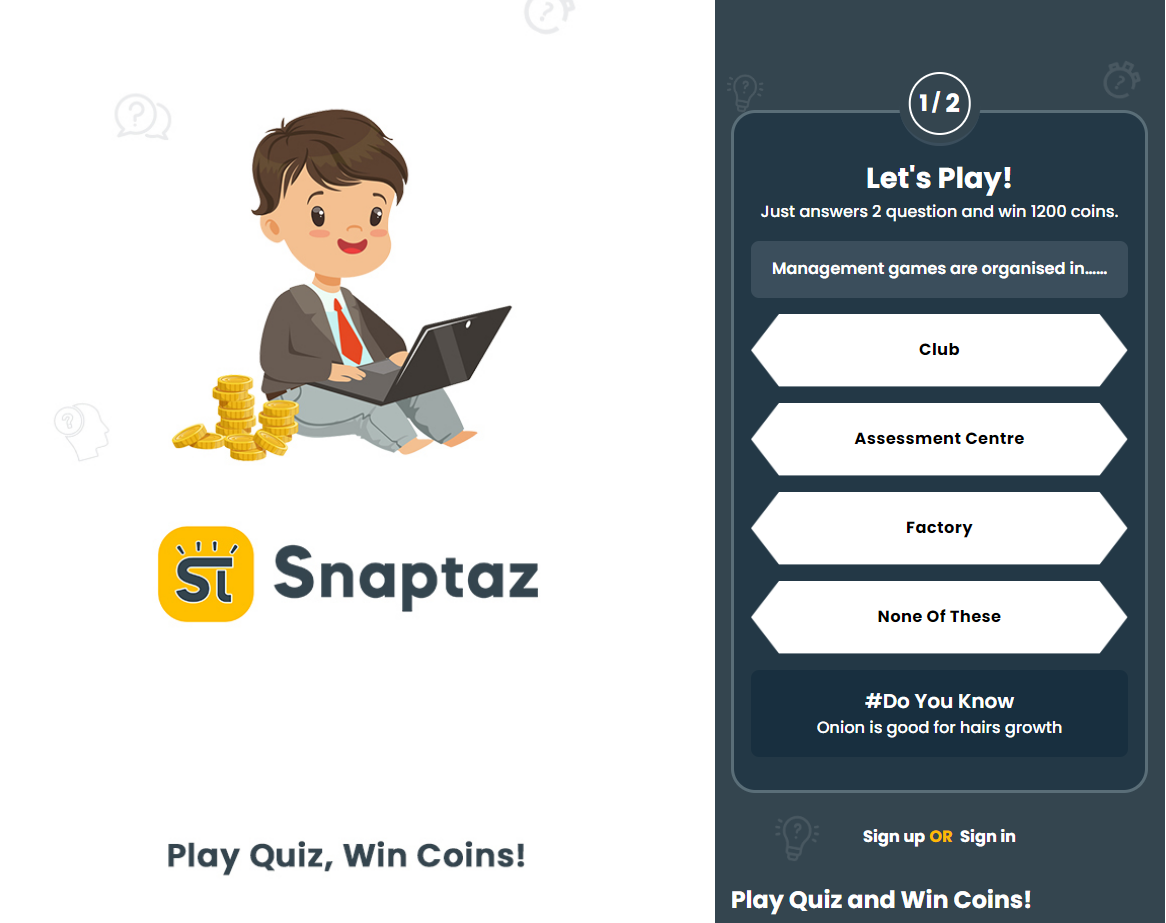 St
Snaptaz
Play Quiz, Win Coins!
1/2
Let's Play!
Just answers 2 question and win 1200 coins.
Management games are organised in......
Club
Assessment Centre
Factory
None Of These
#Do You Know
Onion is good for hairs growth
Sign up OR Sign in
Play Quiz and Win Coins!